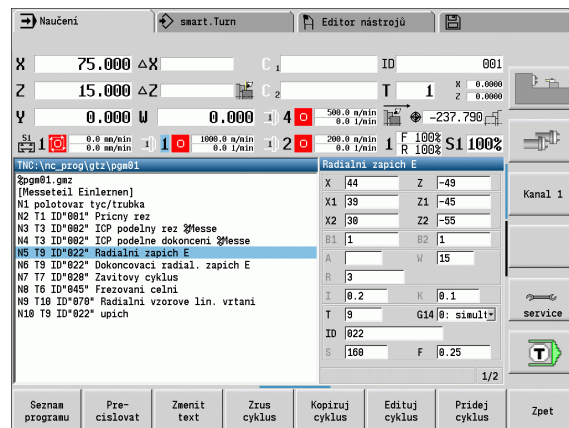 Naučení
smart.Turn
Editor nástrojů
X 75.000 △X C 1 ID 001
Z 15.000 △Z C 2 T 1 X 0.0000 Z 0.0000
Y 0.000 W 0.000 4 500.0 m/min 0.0 1/min -237.790
S1 1 0.0 mm/min 0.0 m/min 1 1 1000.0 m/min 0.0 1/min 2 200.0 m/min 0.0 1/min 1 F 100% R 100% S1 100%
TNC:\nc_prog\gtz\pgm01
%pgm01.gmz
[Messeteil Einlernen]
N1 polotovar tyc/trubka
N2 T1 ID"001" Pricny rez
N3 T3 ID"002" ICP podelny rez %Messe
N4 T3 ID"002" ICP podelne dokonceni %Messe
N5 T9 ID"022" Radialni zapich E
N6 T9 ID"022" Dokoncovaci radial. zapich E
N7 T7 ID"028" Zavitovy cyklus
N8 T6 ID"045" Frezovani celni
N9 T10 ID"070" Radialni vzorove lin. vrtani
N10 T9 ID"022" upich
Radialni zapich E
X 44 Z -49
X1 39 Z1 -45
X2 30 Z2 -55
B1 1 B2 1
A W 15
R 3
I 0.2 K 0.1
T 9 G14 0: simult
ID 022
S 160 F 0.25
1/2
Kanal 1
service
T
Seznam programu
Pre-cislovat
Zmenit text
Zrus cyklus
Kopiruj cyklus
Edituj cyklus
Pridej cyklus
Zpet